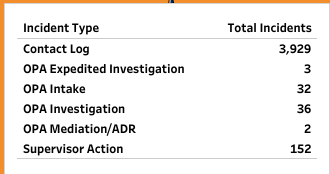 Incident Type Total Incidents
Contact Log 3,929
OPA Expedited Investigation 3
OPA Intake 32
OPA Investigation 36
OPA Mediation/ADR 2
Supervisor Action 152